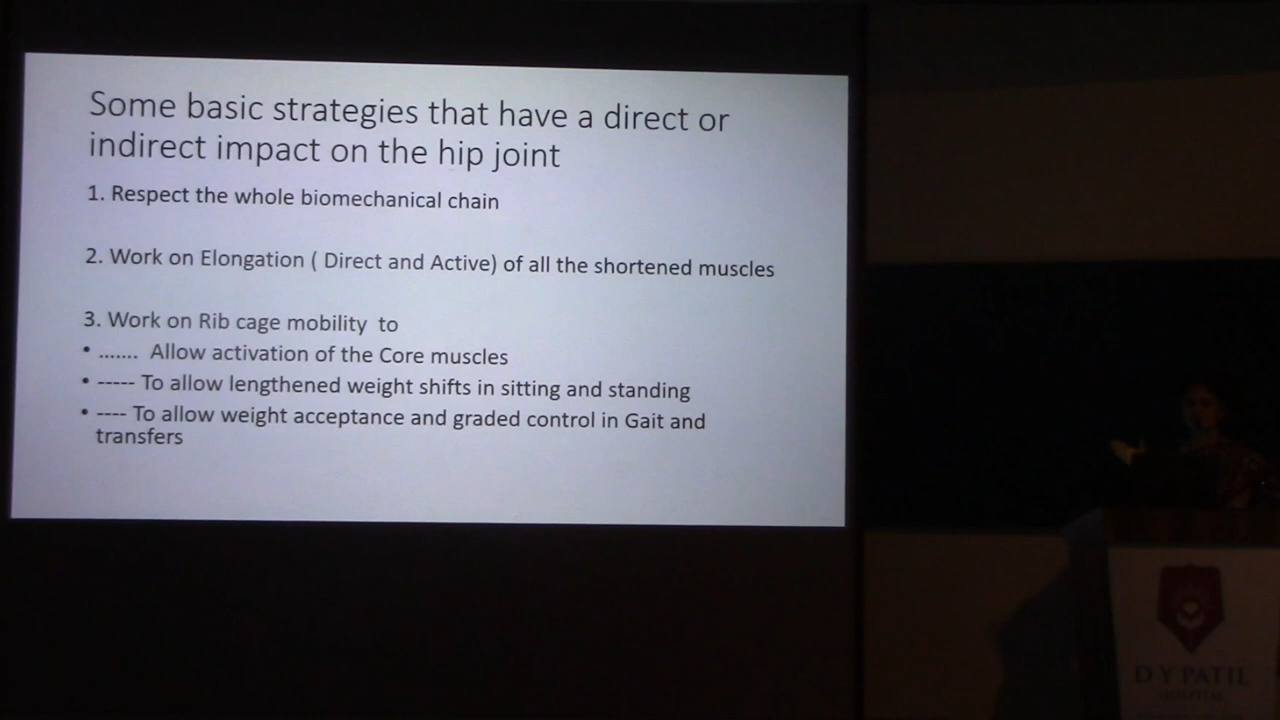 Some basic strategies that have a direct or
indirect impact on the hip joint
1. Respect the whole biomechanical chain
2. Work on Elongation ( Direct and Active) of all the shortened muscles
3. Work on Rib cage mobility to
• ....... Allow activation of the Core muscles
• ----- To allow lengthened weight shifts in sitting and standing
• ---- To allow weight acceptance and graded control in Gait and
transfers
D Y PATIL
HOSPITAL